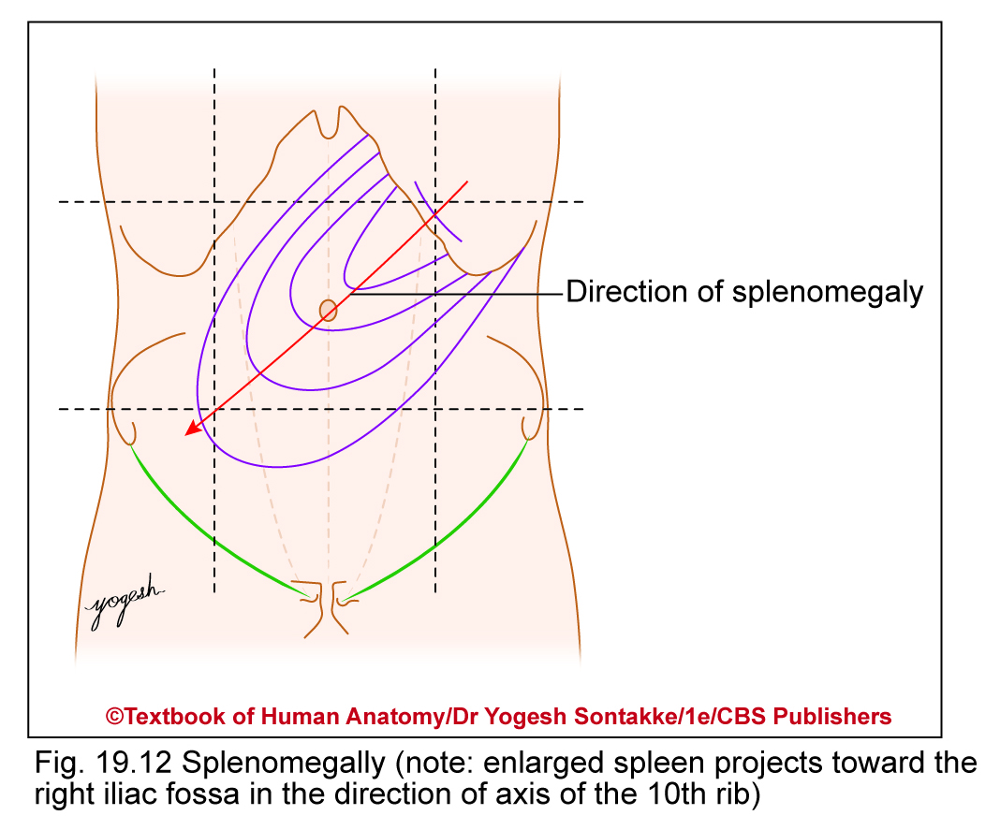 Direction of splenomegaly
yogesh
©Textbook of Human Anatomy/Dr Yogesh Sontakke/1e/CBS Publishers
Fig. 19.12 Splenomegally (note: enlarged spleen projects toward the
right iliac fossa in the direction of axis of the 10th rib)